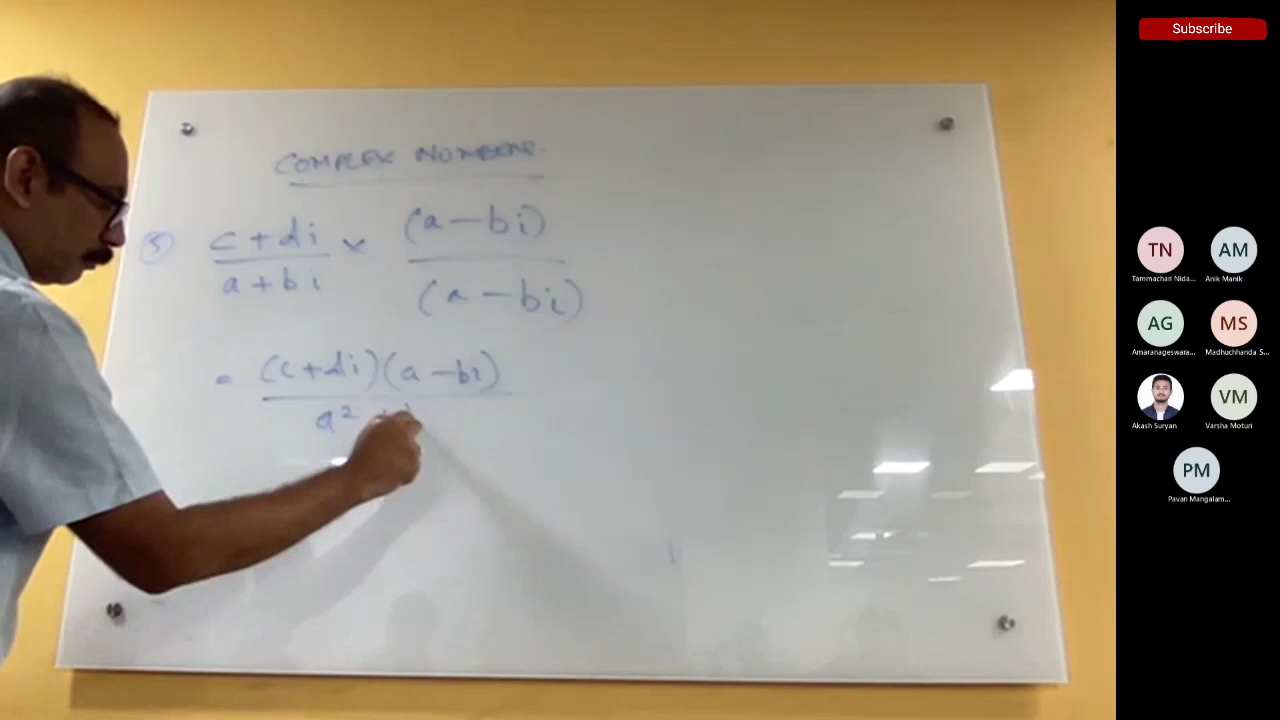 Subscribe
COMPLEX NUMBERS.
(5) c + di / a + bi × (a - bi) / (a - bi)
= (c + di)(a - bi) / a² +
TN
AM
Tammachari Nida...
Anik Manik
AG
MS
Amaranageswara...
Madhuchhanda S...
VM
Akash Suryan
Varsha Moturi
PM
Pavan Mangalam...